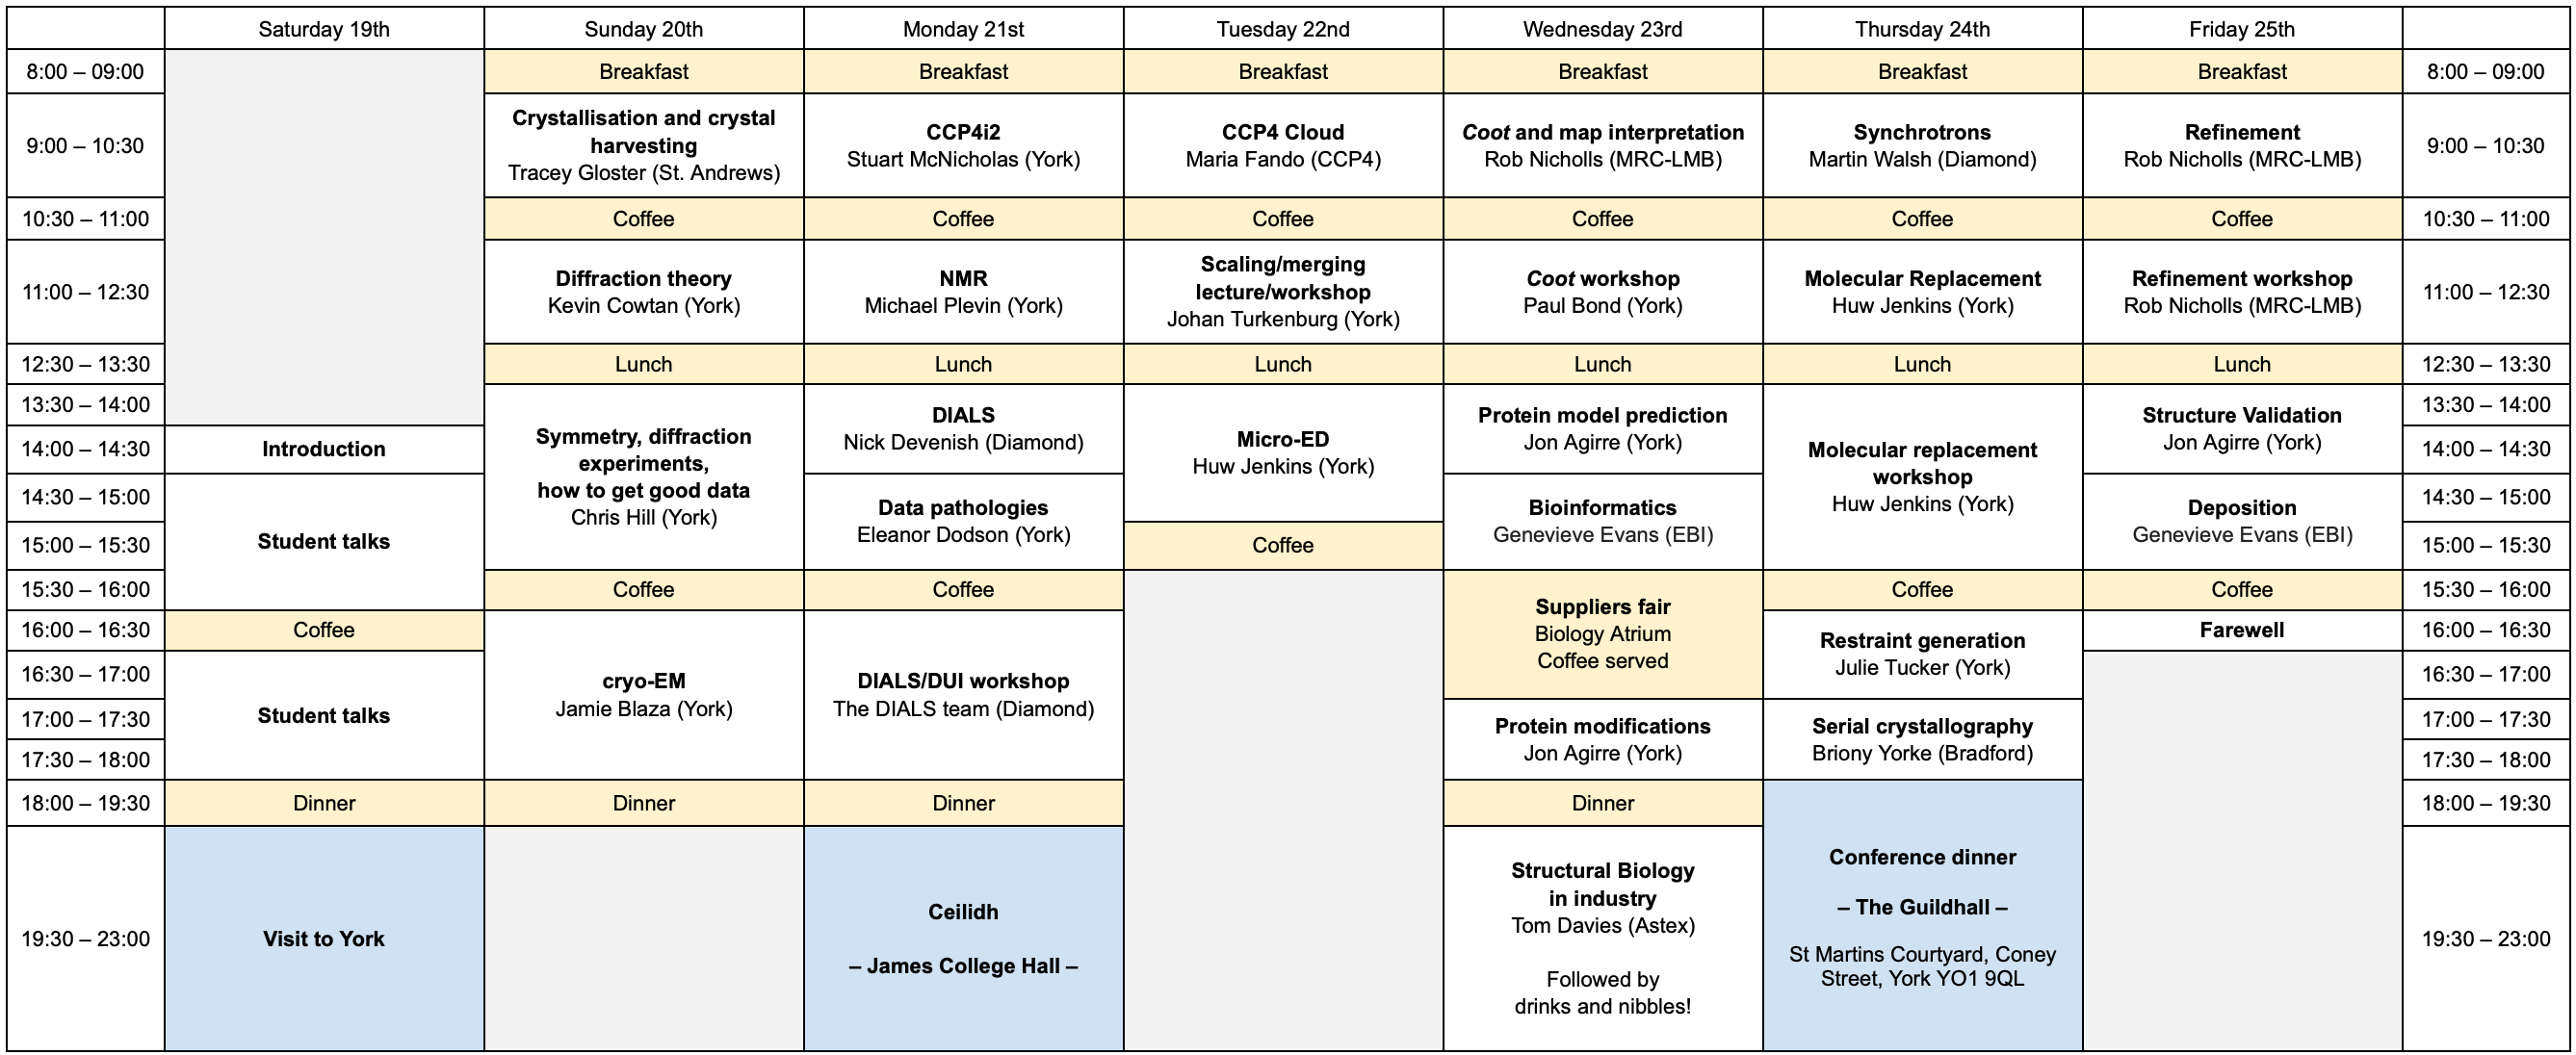 Saturday 19th
Sunday 20th
Monday 21st
Tuesday 22nd
Wednesday 23rd
Thursday 24th
Friday 25th
8:00 – 09:00
Breakfast
Breakfast
Breakfast
Breakfast
Breakfast
Breakfast
8:00 – 09:00
9:00 – 10:30
Crystallisation and crystal
harvesting
Tracey Gloster (St. Andrews)
CCP4i2
Stuart McNicholas (York)
CCP4 Cloud
Maria Fando (CCP4)
Coot and map interpretation
Rob Nicholls (MRC-LMB)
Synchrotrons
Martin Walsh (Diamond)
Refinement
Rob Nicholls (MRC-LMB)
9:00 – 10:30
10:30 – 11:00
Coffee
Coffee
Coffee
Coffee
Coffee
Coffee
10:30 – 11:00
11:00 – 12:30
Diffraction theory
Kevin Cowtan (York)
NMR
Michael Plevin (York)
Scaling/merging
lecture/workshop
Johan Turkenburg (York)
Coot workshop
Paul Bond (York)
Molecular Replacement
Huw Jenkins (York)
Refinement workshop
Rob Nicholls (MRC-LMB)
11:00 – 12:30
12:30 – 13:30
Lunch
Lunch
Lunch
Lunch
Lunch
Lunch
12:30 – 13:30
13:30 – 14:00
Symmetry, diffraction
experiments,
how to get good data
Chris Hill (York)
DIALS
Nick Devenish (Diamond)
Micro-ED
Huw Jenkins (York)
Protein model prediction
Jon Agirre (York)
Molecular replacement
workshop
Huw Jenkins (York)
Structure Validation
Jon Agirre (York)
13:30 – 14:00
14:00 – 14:30
Introduction
14:00 – 14:30
14:30 – 15:00
Student talks
Data pathologies
Eleanor Dodson (York)
Bioinformatics
Genevieve Evans (EBI)
Deposition
Genevieve Evans (EBI)
14:30 – 15:00
15:00 – 15:30
Coffee
15:00 – 15:30
15:30 – 16:00
Coffee
Coffee
Suppliers fair
Biology Atrium
Coffee served
Coffee
Coffee
15:30 – 16:00
16:00 – 16:30
Coffee
cryo-EM
Jamie Blaza (York)
DIALS/DUI workshop
The DIALS team (Diamond)
Restraint generation
Julie Tucker (York)
Farewell
16:00 – 16:30
16:30 – 17:00
Student talks
16:30 – 17:00
17:00 – 17:30
Protein modifications
Jon Agirre (York)
Serial crystallography
Briony Yorke (Bradford)
17:00 – 17:30
17:30 – 18:00
17:30 – 18:00
18:00 – 19:30
Dinner
Dinner
Dinner
Dinner
Conference dinner
– The Guildhall –
St Martins Courtyard, Coney
Street, York YO1 9QL
18:00 – 19:30
19:30 – 23:00
Visit to York
Ceilidh
– James College Hall –
Structural Biology
in industry
Tom Davies (Astex)
Followed by
drinks and nibbles!
19:30 – 23:00